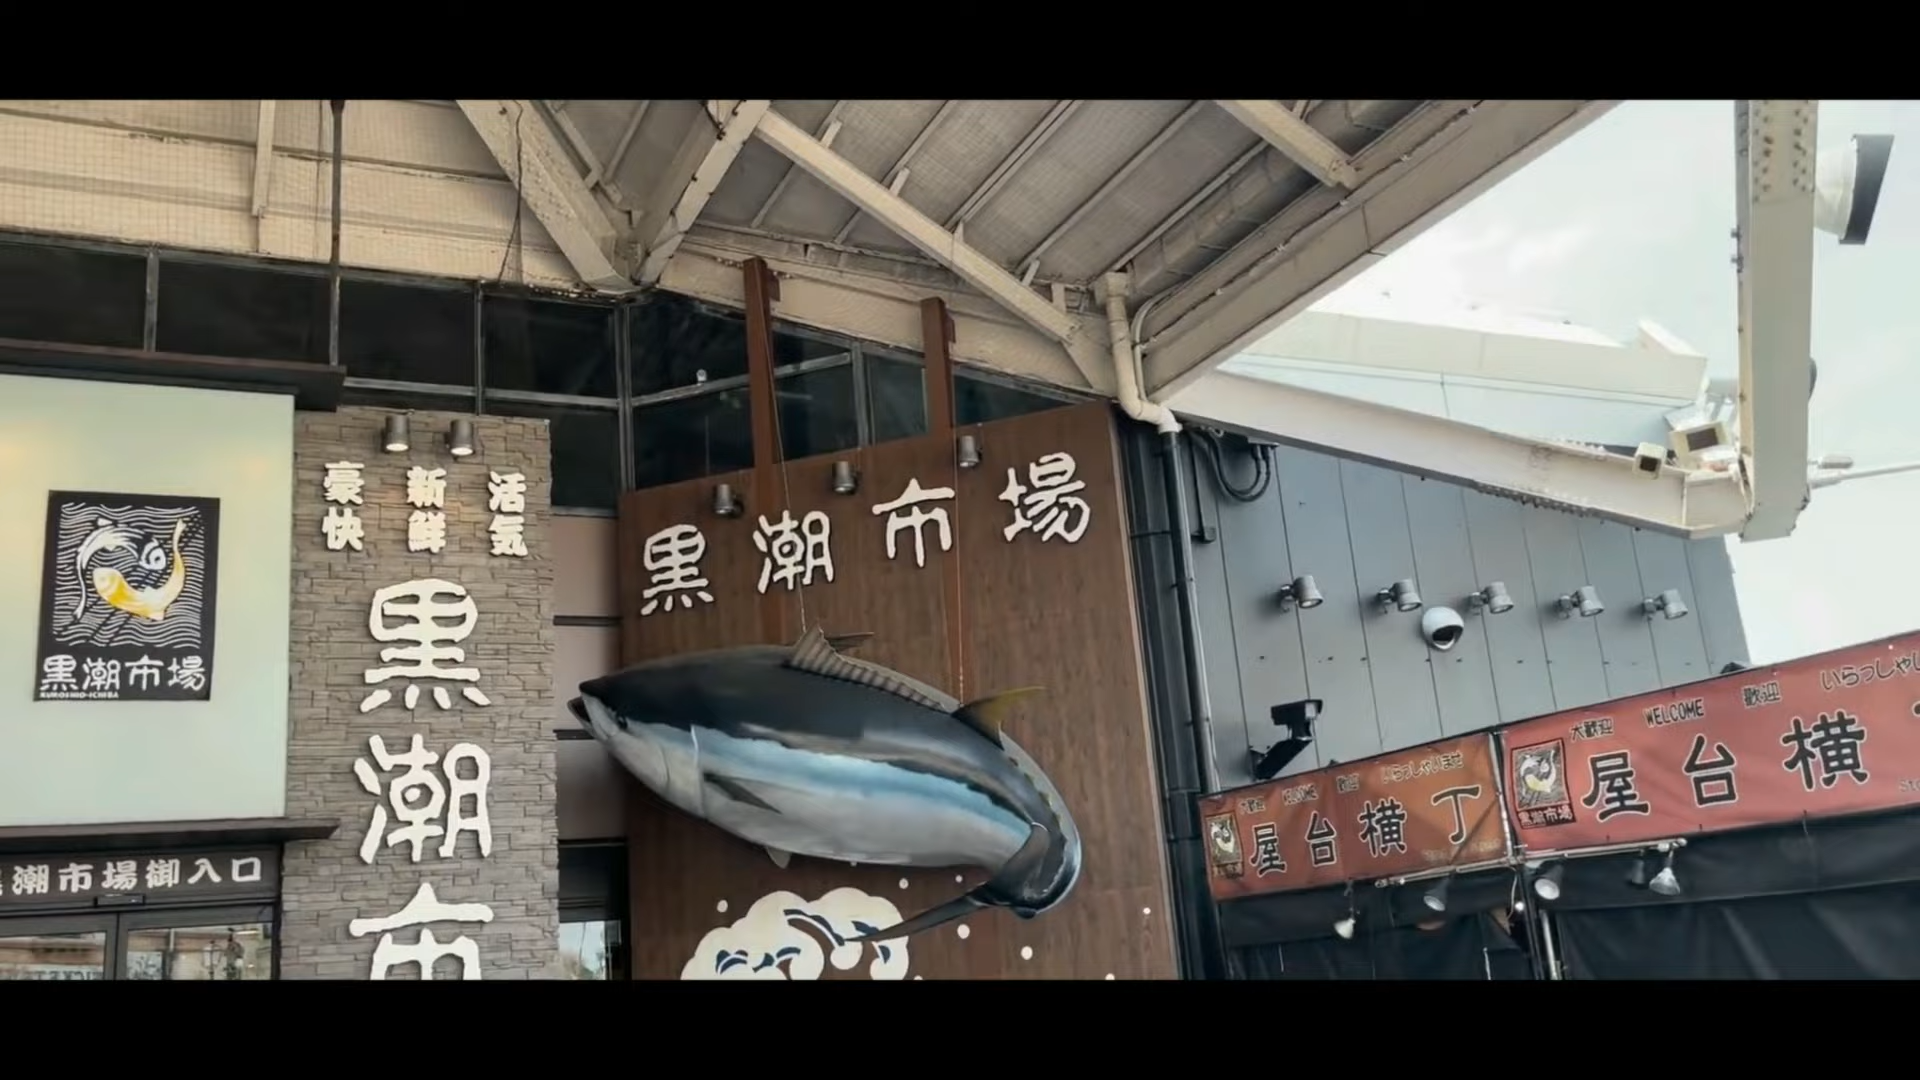 黒潮市場
KUROSHIO-ICHIBA
潮市場御入口
活気
新鮮
豪快
黒潮市
黒潮市場
大歓迎 WELCOME 歡迎 いらっしゃいませ
屋台横丁
大歓迎 WELCOME 歡迎 いらっしゃい
屋台横
黒潮市場